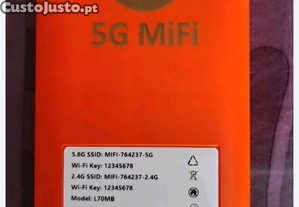 CustoJusto.pt
5G MiFi
5.8G SSID: MIFI-764237-5G
Wi-Fi Key: 12345678
2.4G SSID: MIFI-764237-2.4G
Wi-Fi Key: 12345678
Model: L70MB